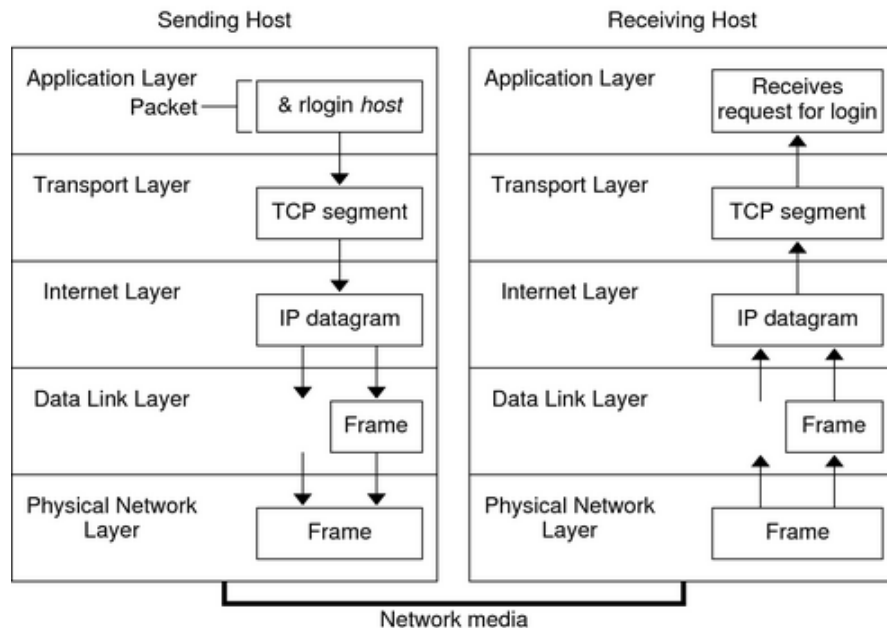 Sending Host
Application Layer
Packet
& rlogin host
Transport Layer
TCP segment
Internet Layer
IP datagram
Data Link Layer
Frame
Physical Network
Layer
Frame
Receiving Host
Application Layer
Receives
request for login
Transport Layer
TCP segment
Internet Layer
IP datagram
Data Link Layer
Frame
Physical Network
Layer
Frame
Network media